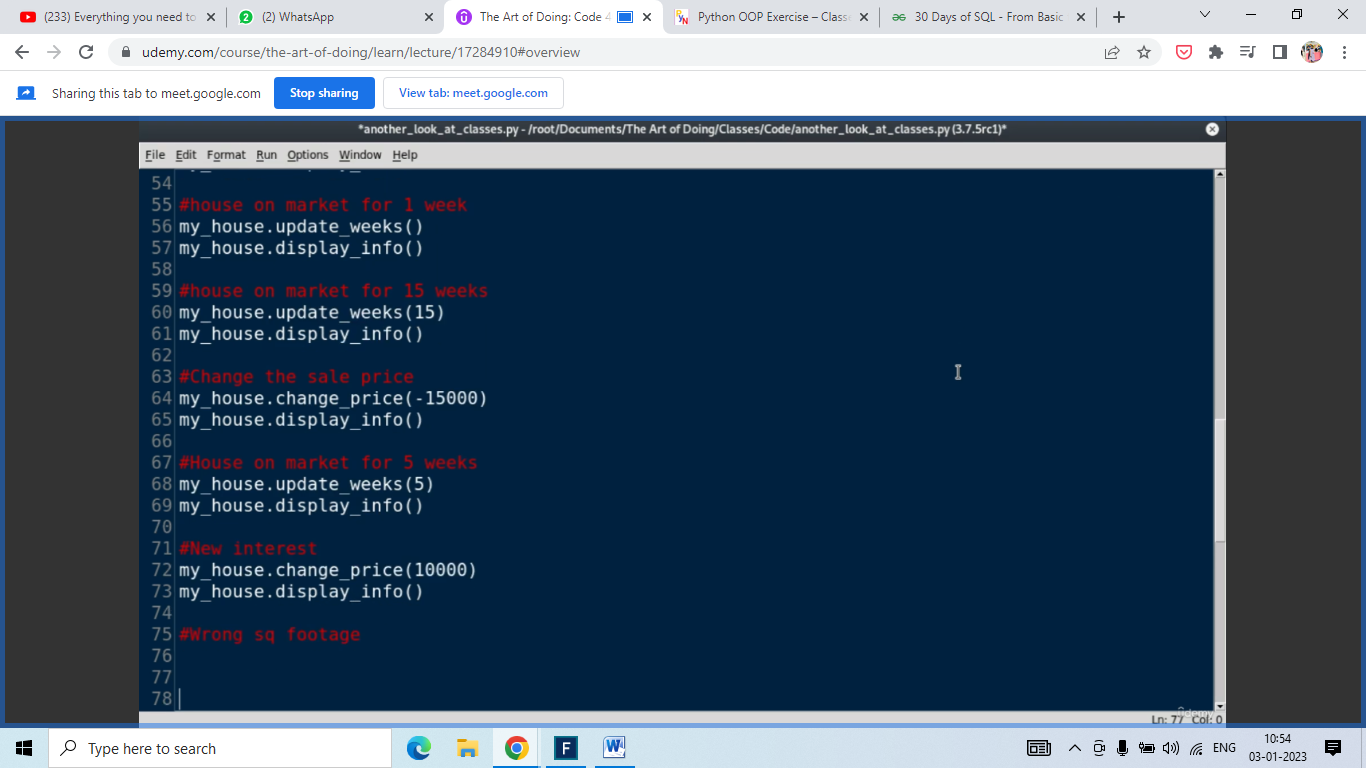 (233) Everything you need to
(2) WhatsApp
The Art of Doing: Code 4
Python OOP Exercise – Classe
30 Days of SQL - From Basic
udemy.com/course/the-art-of-doing/learn/lecture/17284910#overview
Sharing this tab to meet.google.com
Stop sharing
View tab: meet.google.com
*another_look_at_classes.py - /root/Documents/The Art of Doing/Classes/Code/another_look_at_classes.py (3.7.5rc1)*
File Edit Format Run Options Window Help
54
55 #house on market for 1 week
56 my_house.update_weeks()
57 my_house.display_info()
58
59 #house on market for 15 weeks
60 my_house.update_weeks(15)
61 my_house.display_info()
62
63 #Change the sale price
64 my_house.change_price(-15000)
65 my_house.display_info()
66
67 #House on market for 5 weeks
68 my_house.update_weeks(5)
69 my_house.display_info()
70
71 #New interest
72 my_house.change_price(10000)
73 my_house.display_info()
74
75 #Wrong sq footage
76
77
78
Udemy
Ln: 77 Col: 0
Type here to search
ENG
10:54
03-01-2023